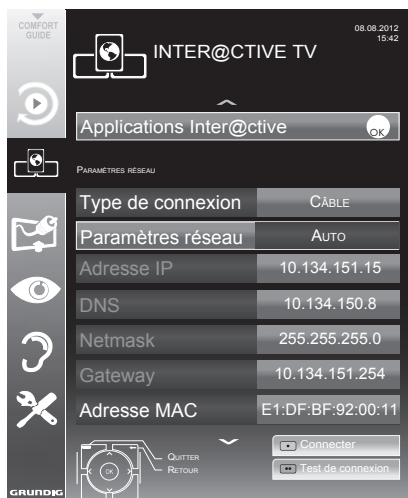 COMFORT
GUIDE
INTER@CTIVE TV
08.08.2012
15:42
Applications Inter@ctive
OK
PARAMÈTRES RÉSEAU
Type de connexion CÂBLE
Paramètres réseau AUTO
Adresse IP 10.134.151.15
DNS 10.134.150.8
Netmask 255.255.255.0
Gateway 10.134.151.254
Adresse MAC E1:DF:BF:92:00:11
OK
QUITTER
RETOUR
Connecter
Test de connexion
GRUNDIG